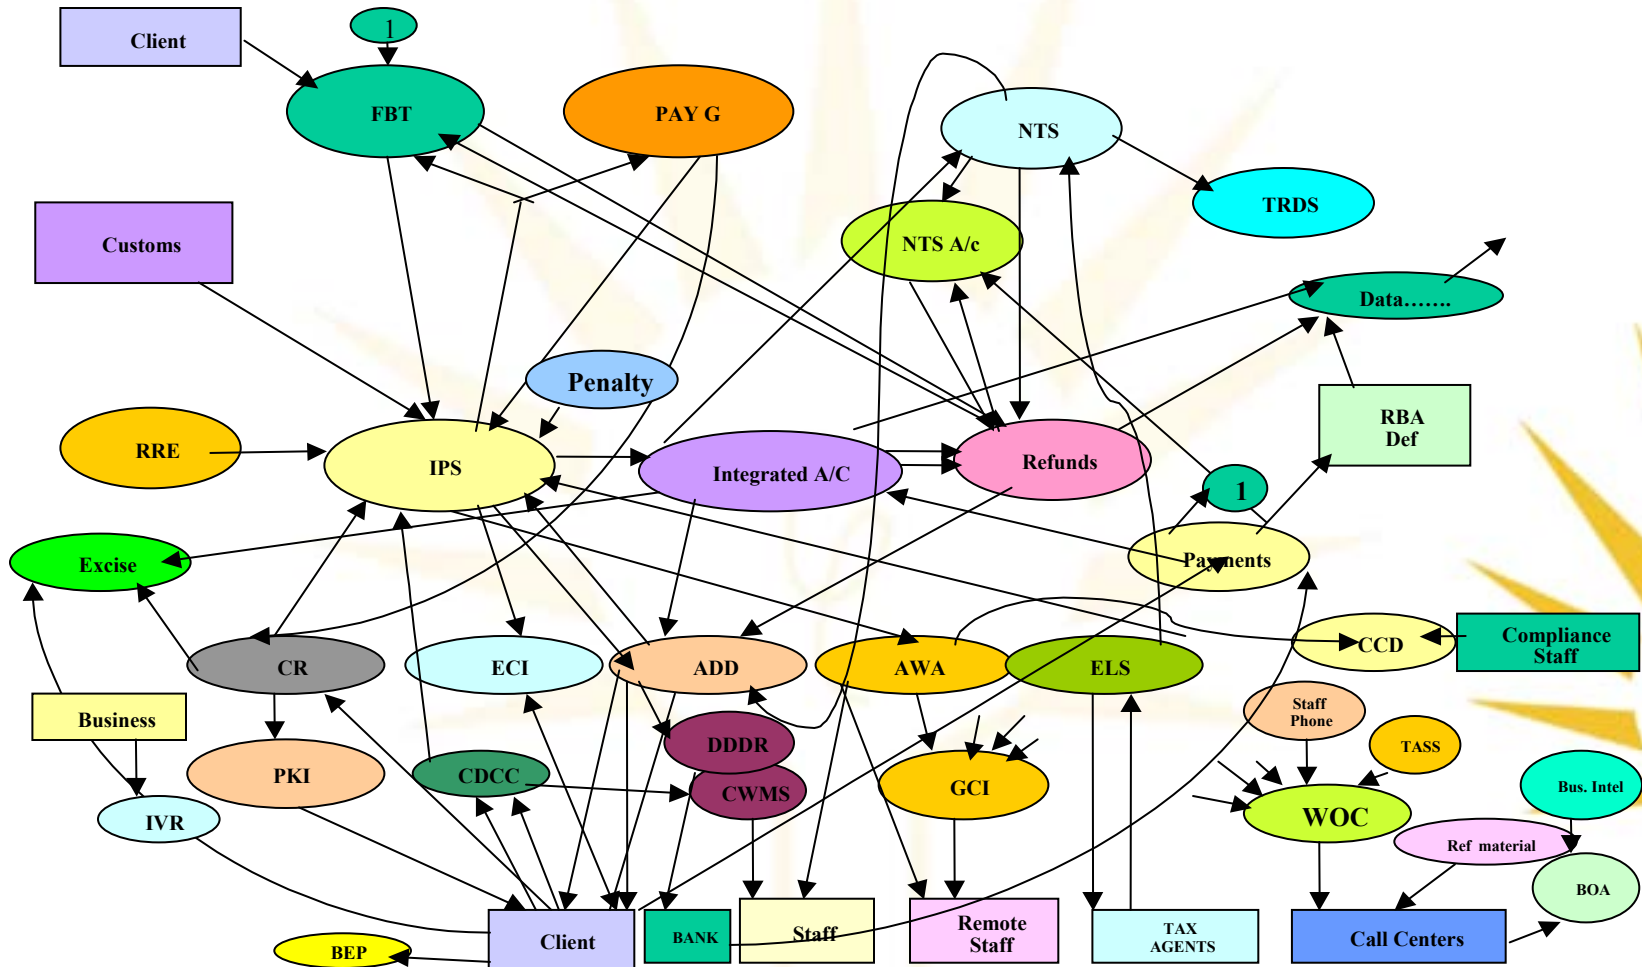 Client
1
FBT
PAY G
NTS
TRDS
Customs
NTS A/c
Data.......
Penalty
RBA
Def
RRE
IPS
Integrated A/C
Refunds
1
Excise
Payments
CR
ECI
ADD
AWA
ELS
CCD
Compliance
Staff
Business
Staff
Phone
TASS
DDDR
PKI
CDCC
CWMS
GCI
Bus. Intel
IVR
WOC
Ref material
BOA
BEP
Client
BANK
Staff
Remote
Staff
TAX
AGENTS
Call Centers